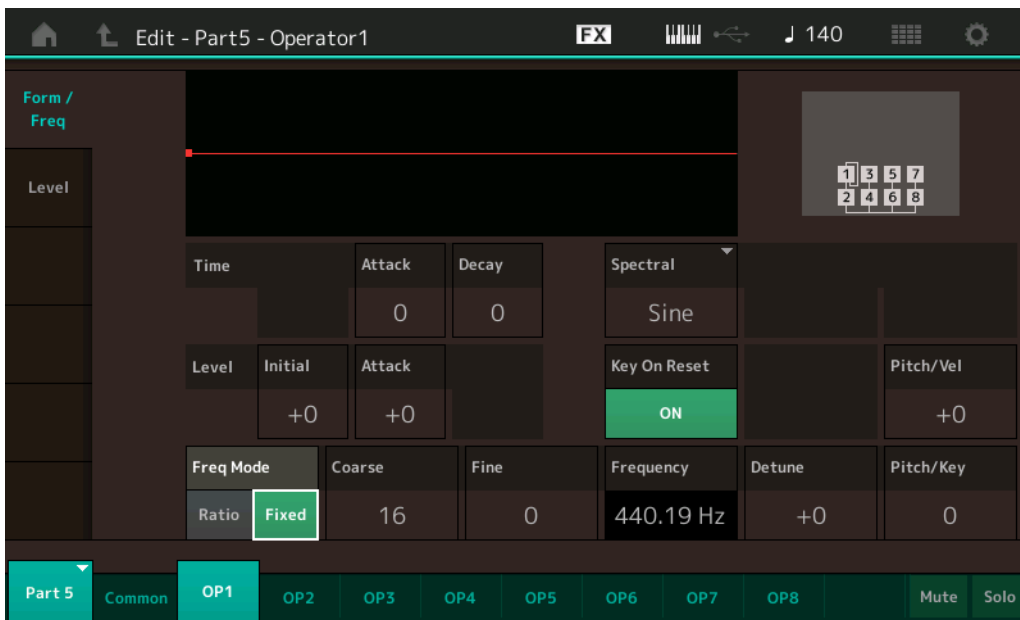 Edit - Part5 - Operator1 FX ♩ 140
Form /
Freq
Level
1 3 5 7
2 4 6 8
Time Attack Decay Spectral
0 0 Sine
Level Initial Attack Key On Reset Pitch/Vel
+0 +0 ON +0
Freq Mode Coarse Fine Frequency Detune Pitch/Key
Ratio Fixed 16 0 440.19 Hz +0 0
Part 5 Common OP1 OP2 OP3 OP4 OP5 OP6 OP7 OP8 Mute Solo